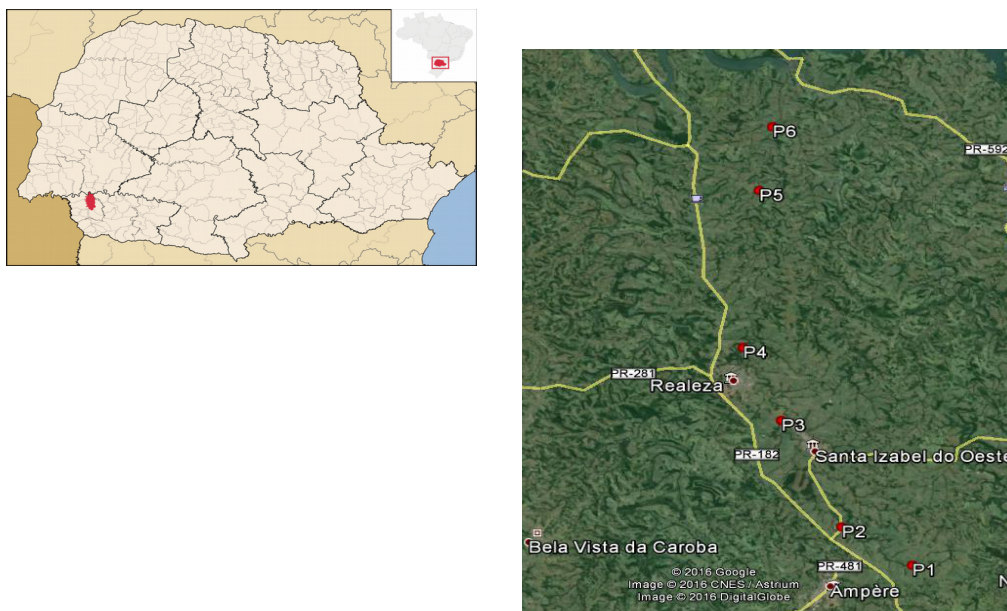 P6
PR-592
P5
P4
PR-281
Realeza
P3
PR-182
Santa Izabel do Oeste
P2
Bela Vista da Caroba
P1
PR-481
© 2016 Google
Image © 2016 CNES / Astrium
Image © 2016 DigitalGlobe
Ampère
N